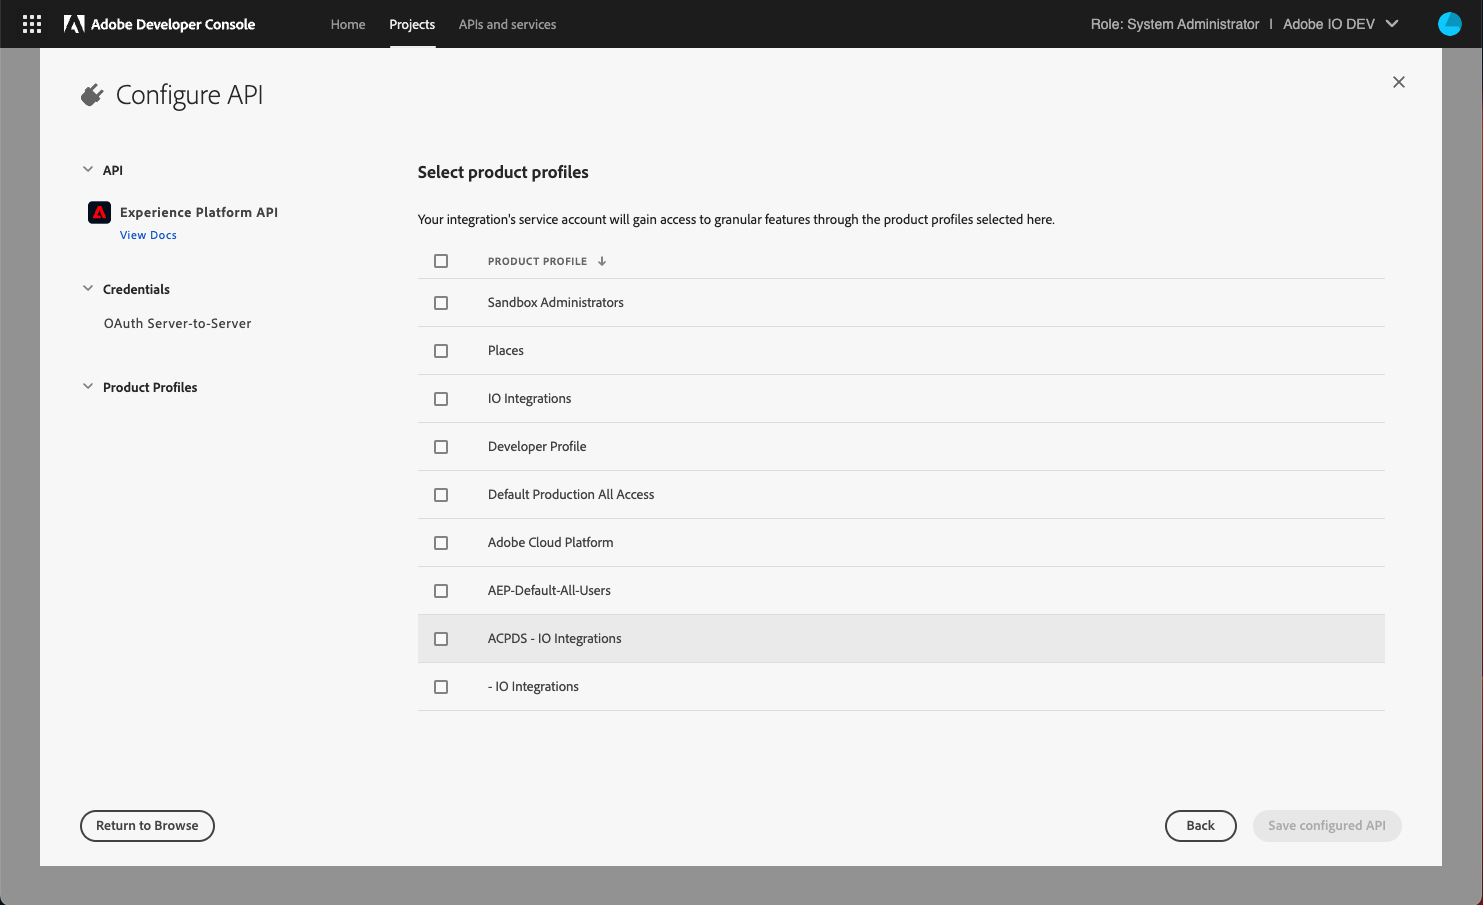 Adobe Developer Console
Home Projects APIs and services
Role: System Administrator | Adobe IO DEV
Configure API
API
Experience Platform API
View Docs
Credentials
OAuth Server-to-Server
Product Profiles
Select product profiles
Your integration's service account will gain access to granular features through the product profiles selected here.
PRODUCT PROFILE ↓
Sandbox Administrators
Places
IO Integrations
Developer Profile
Default Production All Access
Adobe Cloud Platform
AEP-Default-All-Users
ACPDS - IO Integrations
- IO Integrations
Return to Browse
Back
Save configured API